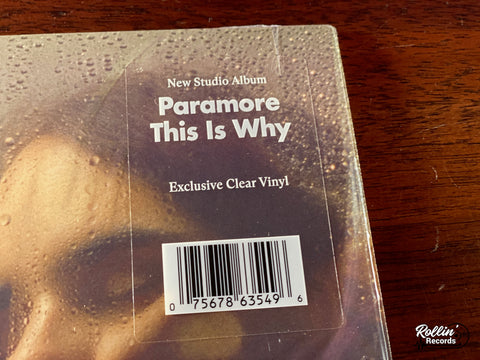 New Studio Album
Paramore
This Is Why
Exclusive Clear Vinyl
0 75678 63549 6
Rollin'
Records